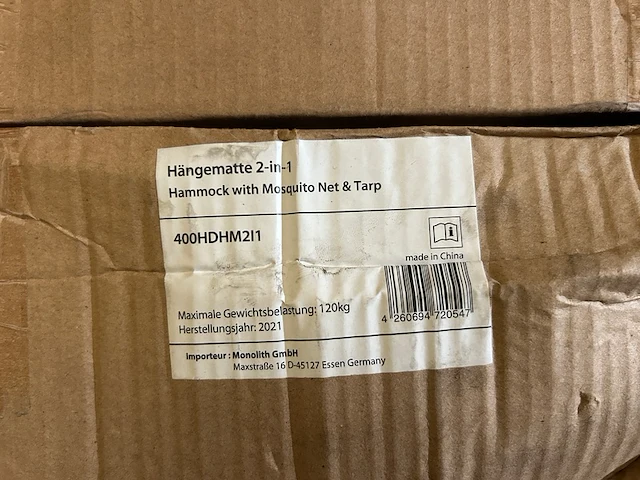 Hängematte 2-in-1
Hammock with Mosquito Net & Tarp
400HDHM2I1
made in China
Maximale Gewichtsbelastung: 120kg
Herstellungsjahr: 2021
4 260694 720547
Importeur : Monolith GmbH
Maxstraße 16 D-45127 Essen Germany